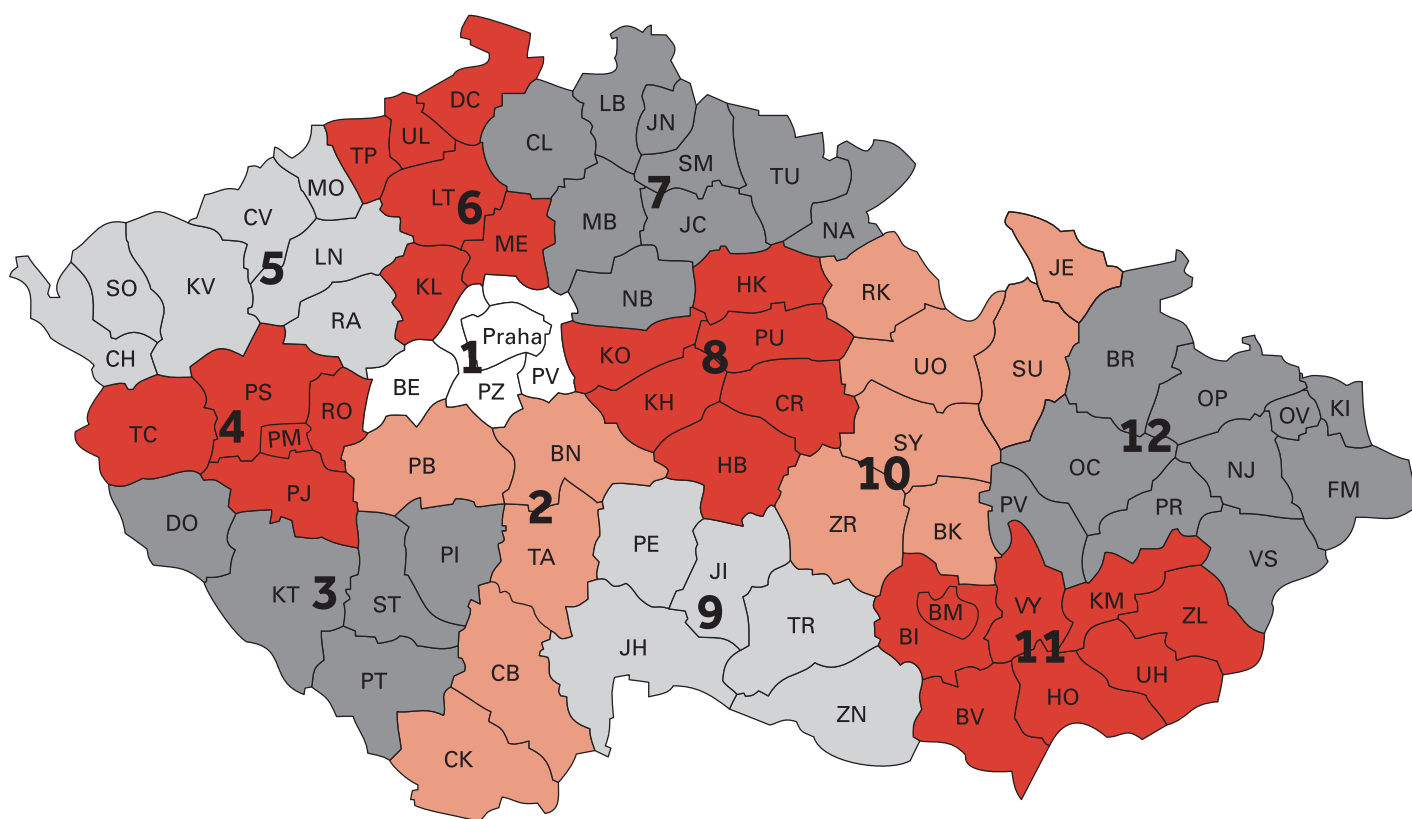 DC
LB
JN
UL
CL
TP
SM
TU
MO
LT
6
7
CV
MB
JC
NA
ME
LN
5
SO
KV
KL
HK
RK
JE
NB
RA
Praha
PU
CH
1
KO
8
BR
UO
SU
BE
PZ
PV
PS
RO
KH
CR
OP
KI
OV
TC
4
PM
12
SY
PB
BN
HB
10
OC
NJ
PJ
2
FM
DO
ZR
PV
PR
BK
PI
TA
PE
VS
KT
3
ST
JI
9
BM
VY
KM
ZL
TR
BI
JH
11
PT
CB
UH
HO
ZN
BV
CK